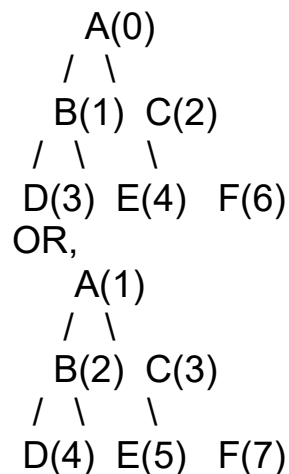 A(0)
/ \
B(1) C(2)
/ \ \
D(3) E(4) F(6)
OR,
A(1)
/ \
B(2) C(3)
/ \ \
D(4) E(5) F(7)